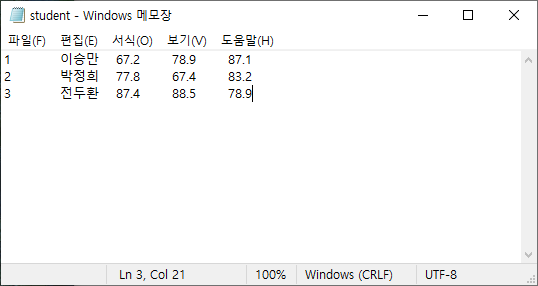 student - Windows 메모장
파일(F) 편집(E) 서식(O) 보기(V) 도움말(H)
1 이승만 67.2 78.9 87.1
2 박정희 77.8 67.4 83.2
3 전두환 87.4 88.5 78.9
Ln 3, Col 21 100% Windows (CRLF) UTF-8